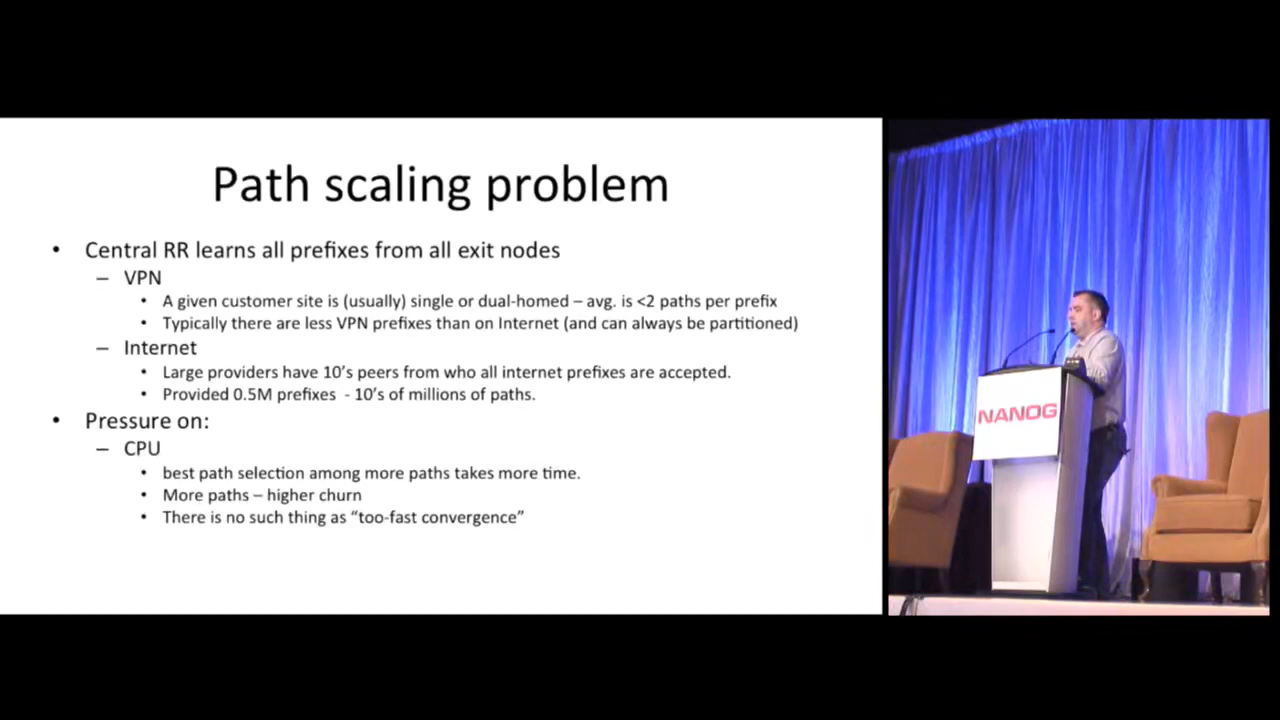 Path scaling problem
• Central RR learns all prefixes from all exit nodes
– VPN
• A given customer site is (usually) single or dual-homed – avg. is <2 paths per prefix
• Typically there are less VPN prefixes than on Internet (and can always be partitioned)
– Internet
• Large providers have 10's peers from who all internet prefixes are accepted.
• Provided 0.5M prefixes - 10's of millions of paths.
• Pressure on:
– CPU
• best path selection among more paths takes more time.
• More paths – higher churn
• There is no such thing as “too-fast convergence”
NANOG